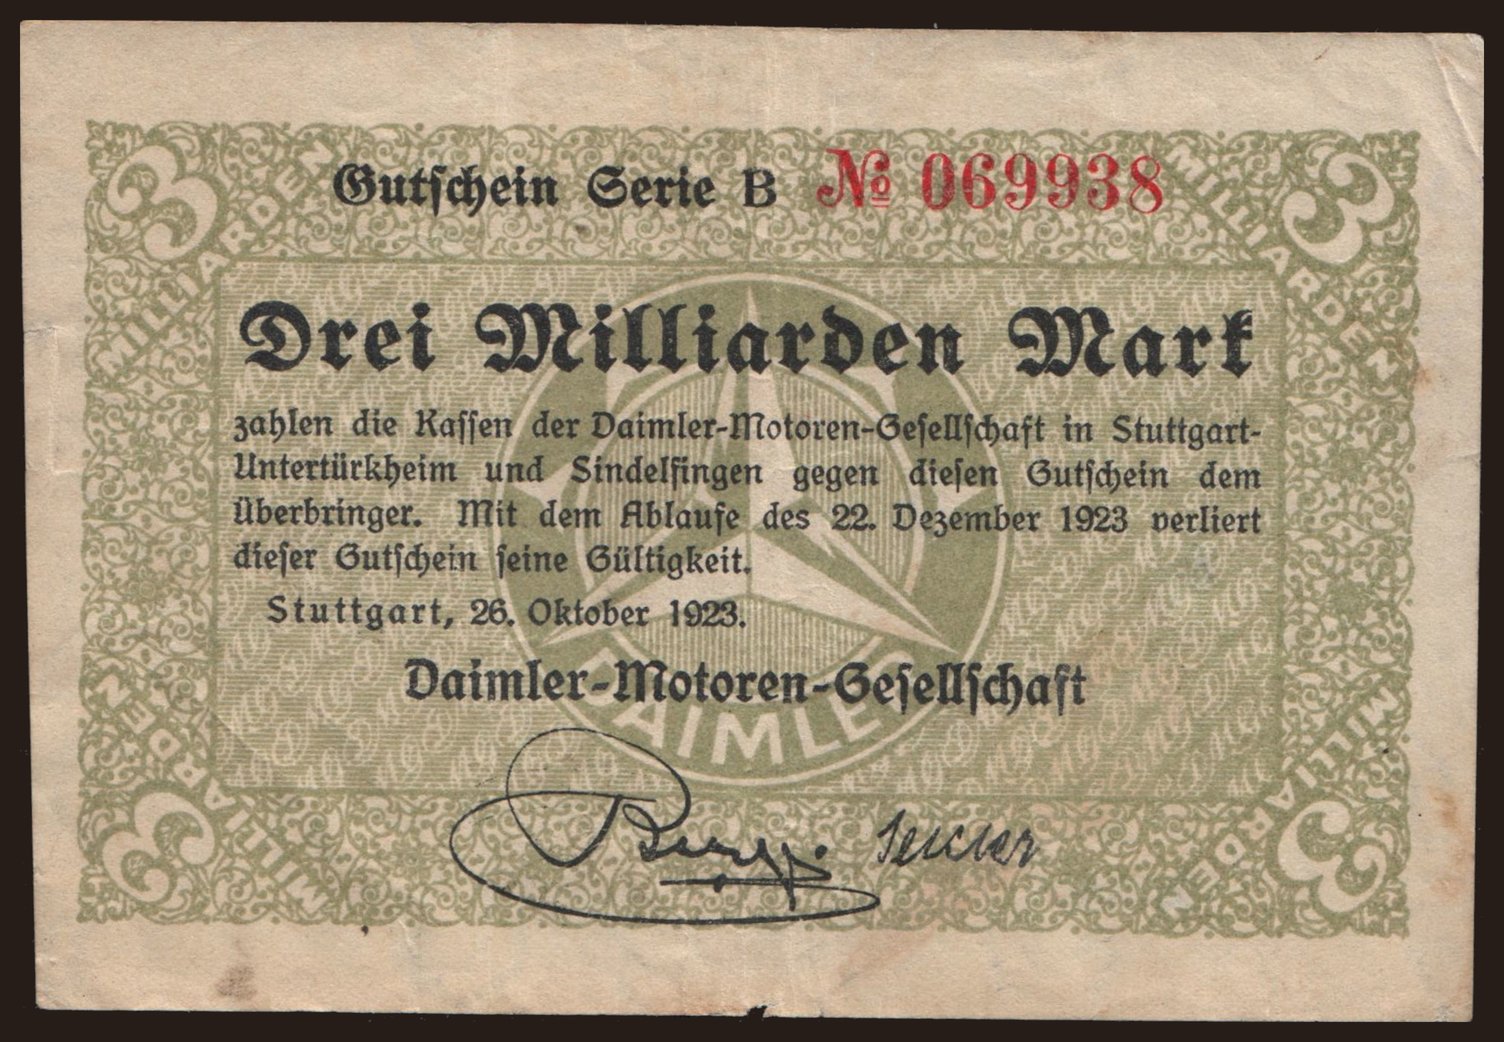 3 MILLIARDEN
Gutschein Serie B № 069938
MILLIARDEN 3
Drei Milliarden Mark
zahlen die Kassen der Daimler-Motoren-Gesellschaft in Stuttgart-
Untertürkheim und Sindelfingen gegen diesen Gutschein dem
Überbringer. Mit dem Ablaufe des 22. Dezember 1923 verliert
dieser Gutschein seine Gültigkeit.
Stuttgart, 26. Oktober 1923.
Daimler-Motoren-Gesellschaft
DAIMLER
3 MILLIARDEN
MILLIARDEN 3